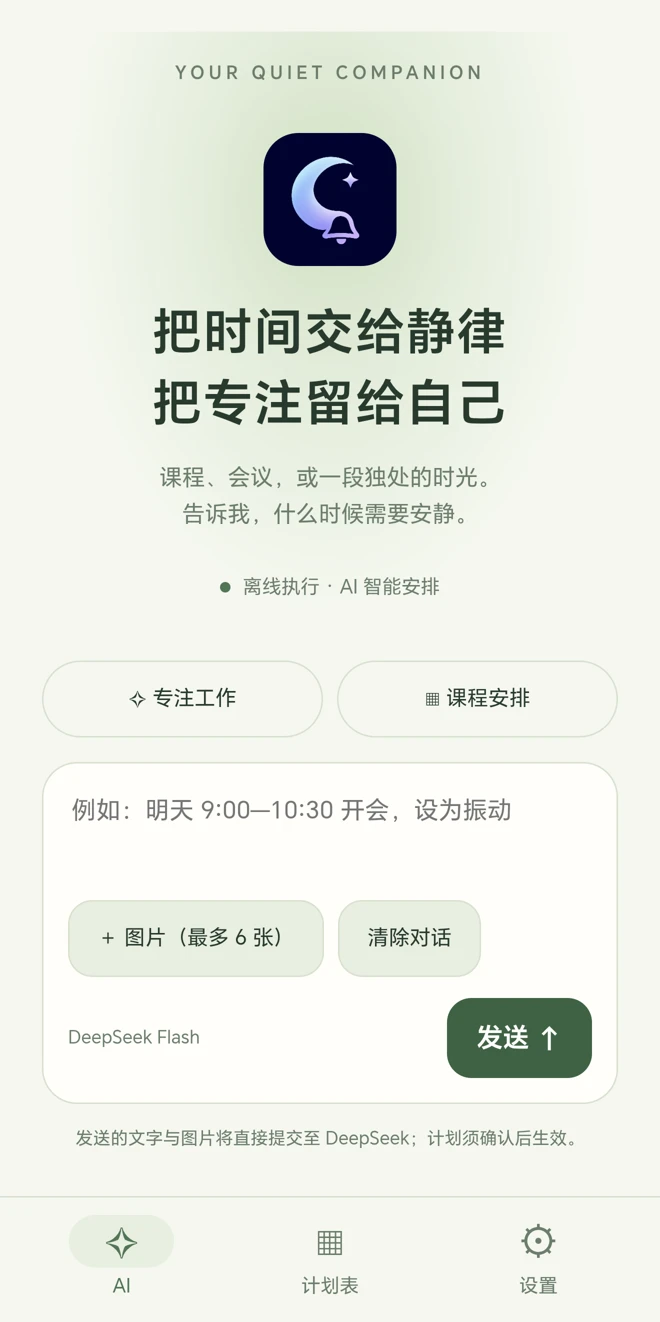 YOUR QUIET COMPANION
把时间交给静律
把专注留给自己
课程、会议，或一段独处的时光。
告诉我，什么时候需要安静。
离线执行 · AI 智能安排
专注工作
课程安排
例如：明天 9:00—10:30 开会，设为振动
+ 图片（最多 6 张）
清除对话
DeepSeek Flash
发送 ↑
发送的文字与图片将直接提交至 DeepSeek；计划须确认后生效。
AI
计划表
设置